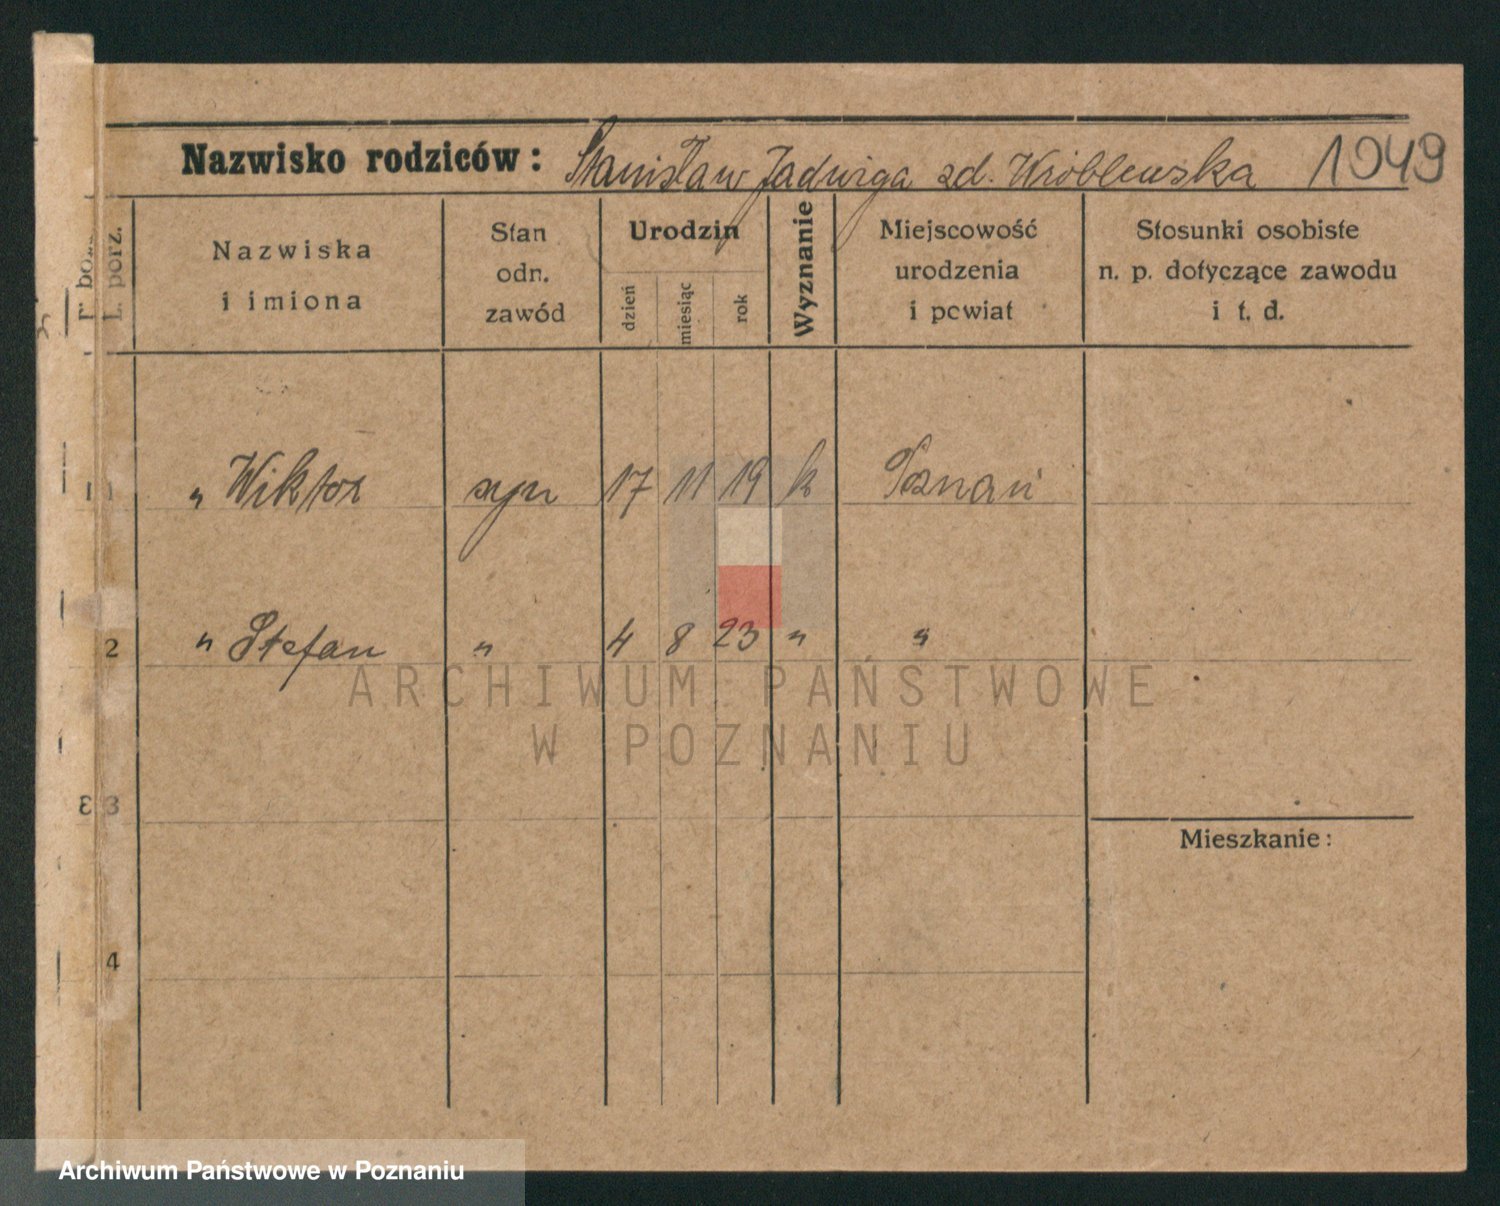 Nazwisko rodziców: Stanisław Jadwiga zd. Wróblewska 1949
L. porz.
Nazwiska i imiona
Stan odn. zawód
Urodzin
dzień
miesiąc
rok
Wyznanie
Miejscowość urodzenia i powiat
Stosunki osobiste n. p. dotyczące zawodu i t. d.
1 " Wiktor syn 17 11 19 k Poznań
2 " Stefan " 4 8 23 " "
ARCHIWUM PAŃSTWOWE
W POZNANIU
3
Mieszkanie:
4
Archiwum Państwowe w Poznaniu